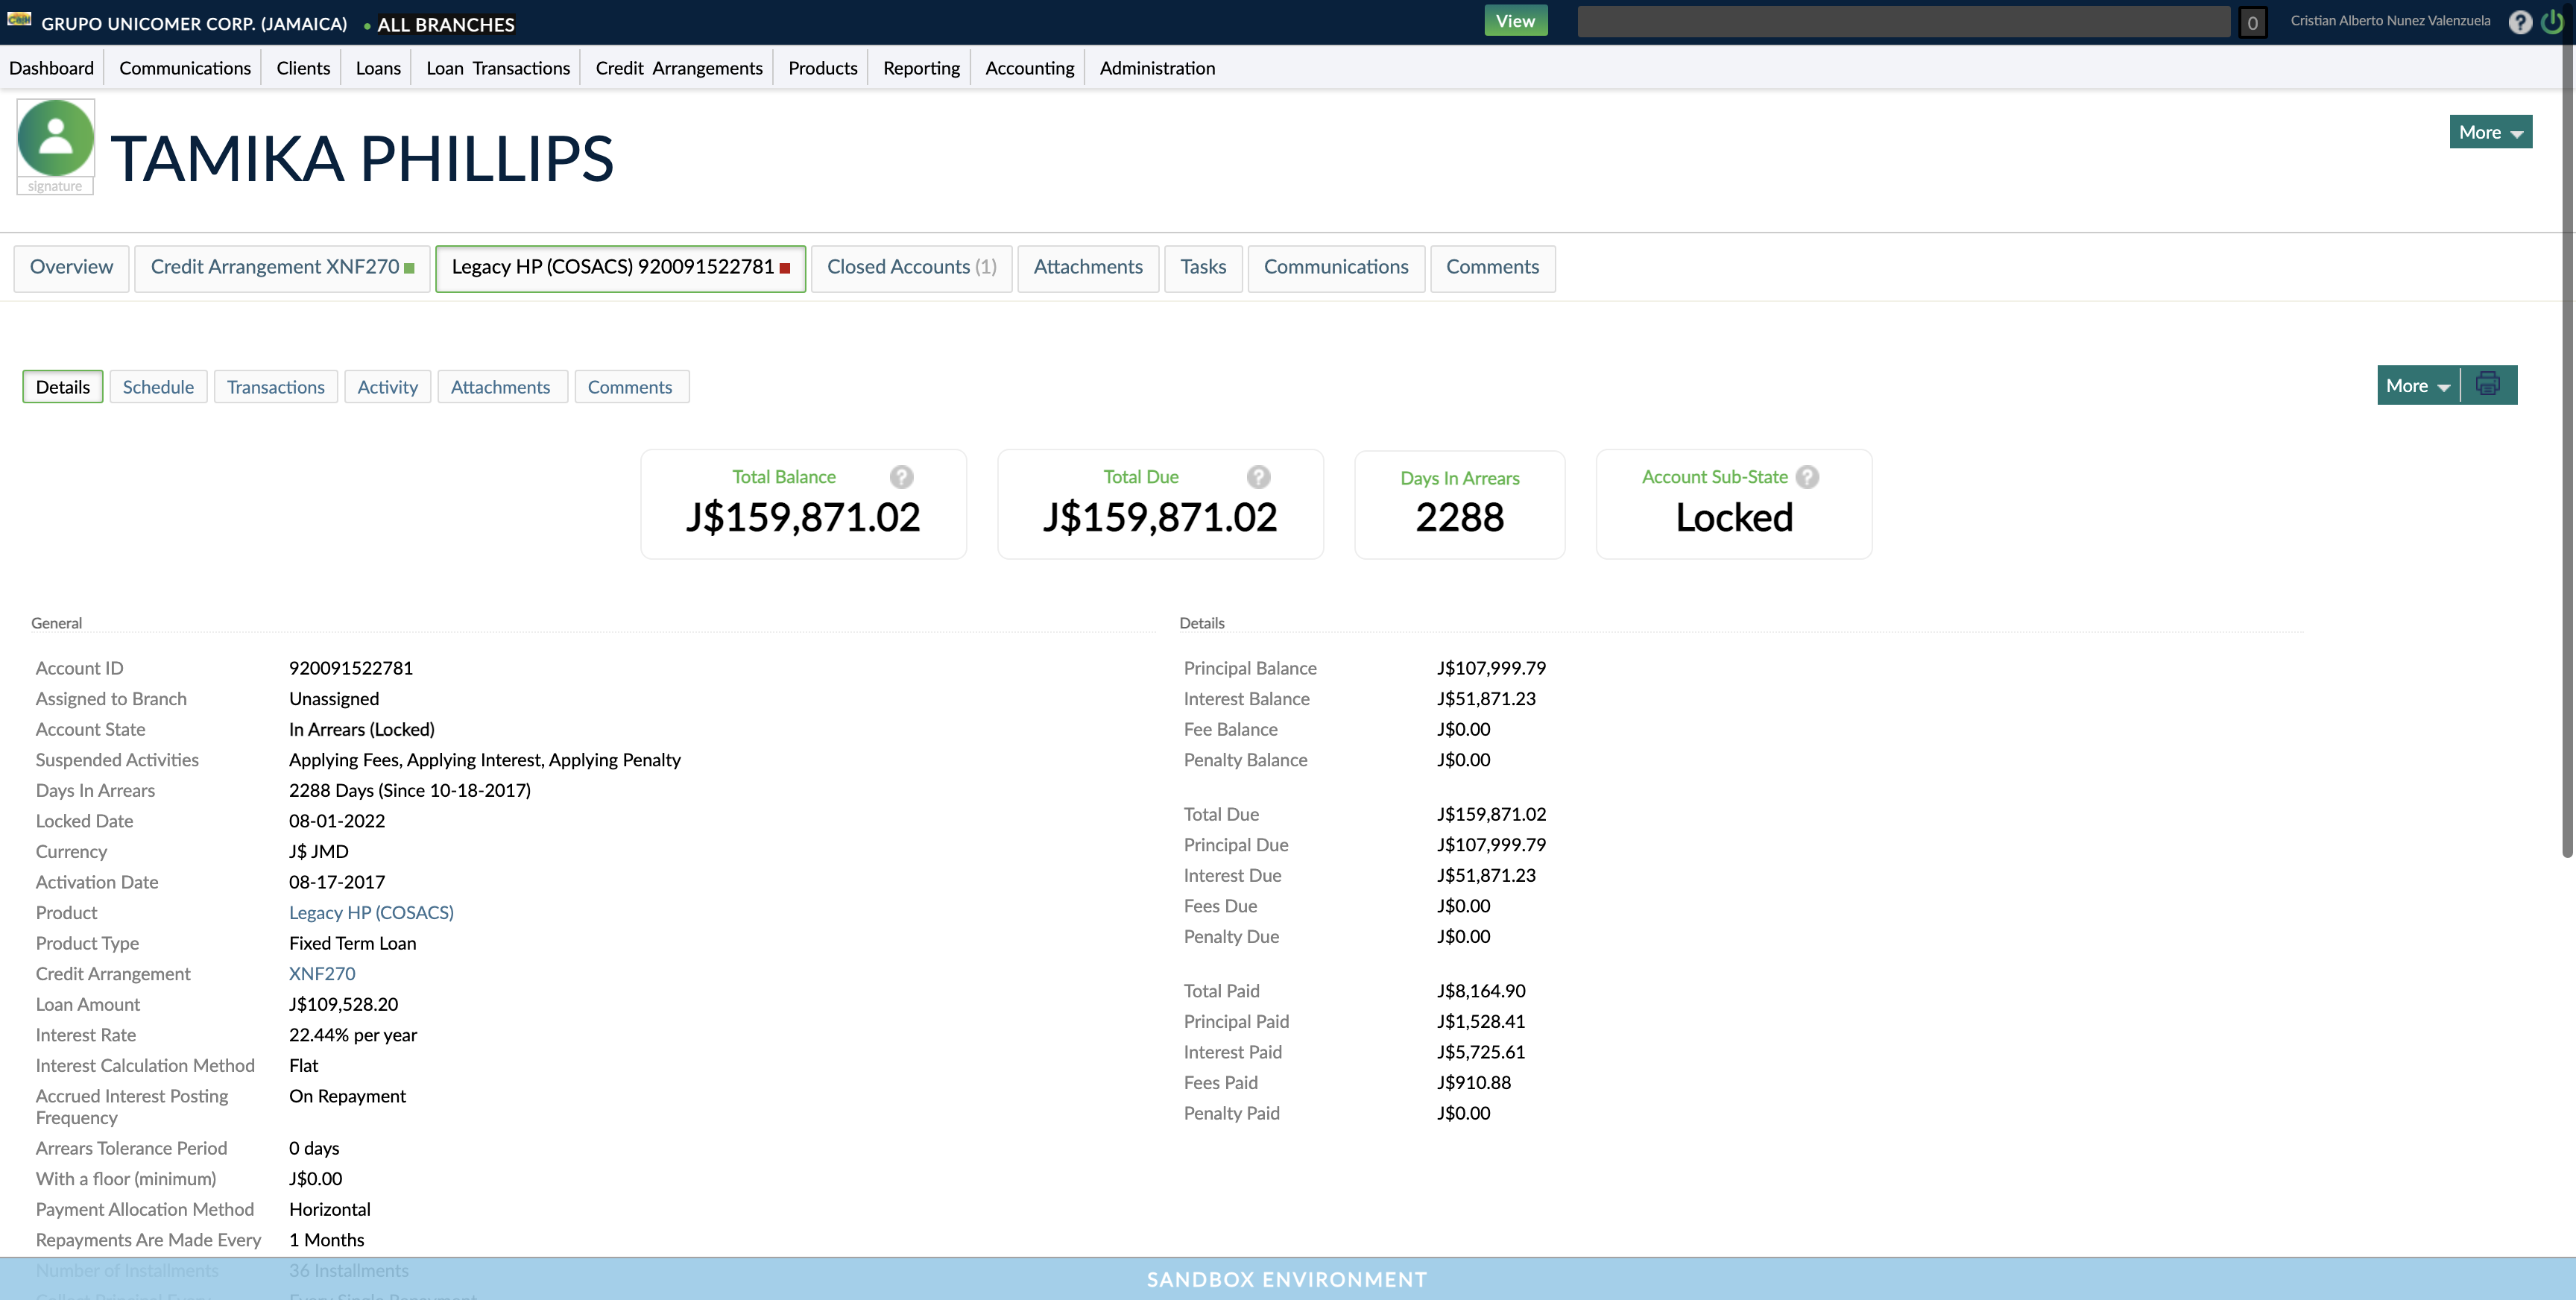 GRUPO UNICOMER CORP. (JAMAICA) • ALL BRANCHES View 0 Cristian Alberto Nunez Valenzuela ?
Dashboard Communications Clients Loans Loan Transactions Credit Arrangements Products Reporting Accounting Administration
TAMIKA PHILLIPS
signature
More
Overview Credit Arrangement XNF270 Legacy HP (COSACS) 920091522781 Closed Accounts (1) Attachments Tasks Communications Comments
Details Schedule Transactions Activity Attachments Comments More
Total Balance ? Total Due ? Days In Arrears Account Sub-State ?
J$159,871.02 J$159,871.02 2288 Locked
General
Account ID 920091522781
Assigned to Branch Unassigned
Account State In Arrears (Locked)
Suspended Activities Applying Fees, Applying Interest, Applying Penalty
Days In Arrears 2288 Days (Since 10-18-2017)
Locked Date 08-01-2022
Currency J$ JMD
Activation Date 08-17-2017
Product Legacy HP (COSACS)
Product Type Fixed Term Loan
Credit Arrangement XNF270
Loan Amount J$109,528.20
Interest Rate 22.44% per year
Interest Calculation Method Flat
Accrued Interest Posting Frequency On Repayment
Arrears Tolerance Period 0 days
With a floor (minimum) J$0.00
Payment Allocation Method Horizontal
Repayments Are Made Every 1 Months
Number of Installments 36 Installments
Details
Principal Balance J$107,999.79
Interest Balance J$51,871.23
Fee Balance J$0.00
Penalty Balance J$0.00
Total Due J$159,871.02
Principal Due J$107,999.79
Interest Due J$51,871.23
Fees Due J$0.00
Penalty Due J$0.00
Total Paid J$8,164.90
Principal Paid J$1,528.41
Interest Paid J$5,725.61
Fees Paid J$910.88
Penalty Paid J$0.00
SANDBOX ENVIRONMENT